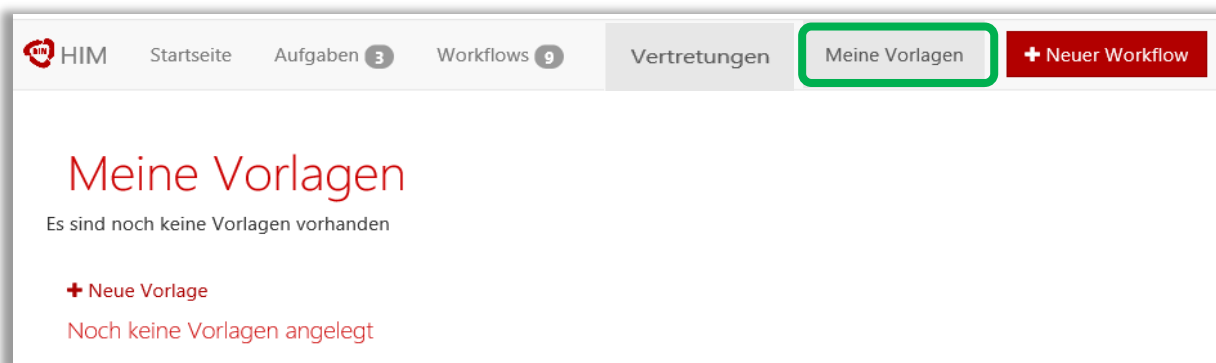 BIN HIM Startseite Aufgaben 3 Workflows 9 Vertretungen Meine Vorlagen + Neuer Workflow
Meine Vorlagen
Es sind noch keine Vorlagen vorhanden
+ Neue Vorlage
Noch keine Vorlagen angelegt